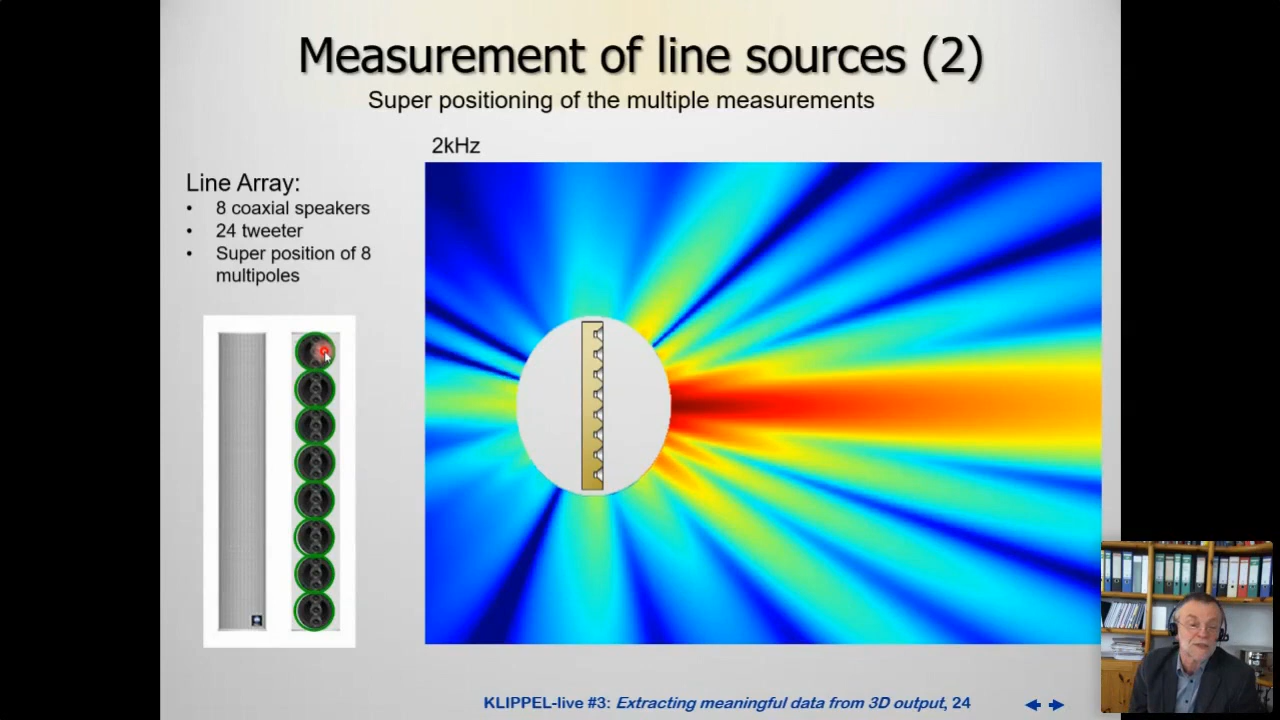 Measurement of line sources (2)
Super positioning of the multiple measurements
2kHz
Line Array:
• 8 coaxial speakers
• 24 tweeter
• Super position of 8
multipoles
KLIPPEL-live #3: Extracting meaningful data from 3D output, 24